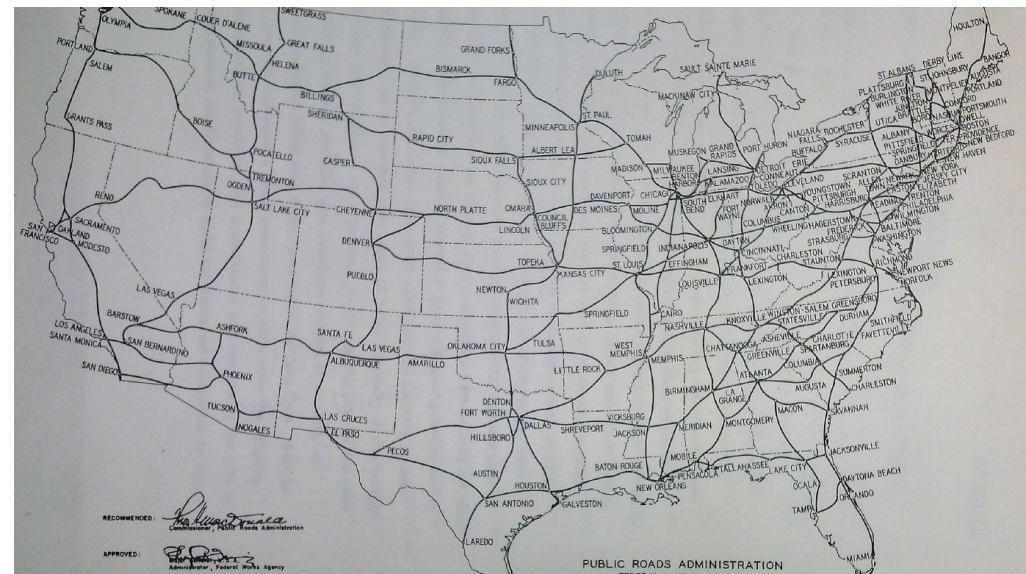 SWEETGRASS
SPOKANE
COUER D'ALENE
OLYMPIA
HOULTON
PORTLAND
MISSOULA
GREAT FALLS
HELENA
GRAND FORKS
SALEM
BUTTE
BISMARCK
FARGO
DULUTH
SAULT SAINTE MARIE
ST ALBANS
DERBY LINE
BANGOR
ST JOHNSBURY
PLATTSBURG
MONTPELIER
AUGUSTA
BURLINGTON
PORTLAND
WHITE RIVER
JUNCTION
CONCORD
BILLINGS
MACKINAW CITY
SHERIDAN
ST. PAUL
GRANTS PASS
BOISE
MINNEAPOLIS
RAPID CITY
TOMAH
MUSKEGON
GRAND
RAPIDS
PORT HURON
NIAGARA
FALLS
ROCHESTER
UTICA
PORTSMOUTH
LOWELL
BOSTON
BUFFALO
SYRACUSE
ALBANY
PROVIDENCE
PITTSFIELD
NEW BEDFORD
SPRINGFIELD
DANBURY
NEW HAVEN
POCATELLO
CASPER
SIOUX FALLS
ALBERT LEA
MADISON
MILWAUKEE
LANSING
DETROIT
ERIE
CONNEAUT
SCRANTON
NEW YORK
JERSEY CITY
ELIZABETH
TREMONTON
OGDEN
SIOUX CITY
BENTON
HARBOR
KALAMAZOO
TOLEDO
CLEVELAND
YOUNGSTOWN
EASTON
RENO
DAVENPORT
CHICAGO
SOUTH
BEND
ELKHART
NORWALK
AKRON
PITTSBURGH
HARRISBURG
READING
TRENTON
PHILADELPHIA
SALT LAKE CITY
CHEYENNE
NORTH PLATTE
OMAHA
COUNCIL
BLUFFS
DES MOINES
MOLINE
FORT
WAYNE
CANTON
COLUMBUS
WHEELING
HAGERSTOWN
FREDERICK
WILMINGTON
BALTIMORE
WASHINGTON
SACRAMENTO
SAN
FRANCISCO
OAKLAND
MODESTO
LINCOLN
BLOOMINGTON
DENVER
SPRINGFIELD
INDIANAPOLIS
DAYTON
CINCINNATI
STRASBURG
CHARLESTON
STAUNTON
RICHMOND
TOPEKA
ST. LOUIS
EFFINGHAM
FRANKFORT
LEXINGTON
LEXINGTON
PETERSBURG
NEWPORT NEWS
NORFOLK
KANSAS CITY
PUEBLO
LOUISVILLE
LAS VEGAS
NEWTON
WICHITA
SPRINGFIELD
CAIRO
NASHVILLE
KNOXVILLE
WINSTON-SALEM
GREENSBORO
STATESVILLE
DURHAM
SMITHFIELD
FAYETTEVILLE
BARSTOW
LOS ANGELES
SANTA MONICA
SAN BERNARDINO
ASHFORK
SANTA FE
LAS VEGAS
OKLAHOMA CITY
TULSA
WEST
MEMPHIS
MEMPHIS
CHATTANOOGA
ASHEVILLE
CHARLOTTE
GREENVILLE
SPARTANBURG
ALBUQUERQUE
AMARILLO
LITTLE ROCK
COLUMBIA
SUMMERTON
SAN DIEGO
PHOENIX
BIRMINGHAM
ATLANTA
LA
GRANGE
AUGUSTA
CHARLESTON
TUCSON
LAS CRUCES
DENTON
FORT WORTH
DALLAS
SHREVEPORT
VICKSBURG
JACKSON
MERIDIAN
MONTGOMERY
MACON
SAVANNAH
NOGALES
EL PASO
HILLSBORO
PECOS
MOBILE
PENSACOLA
TALLAHASSEE
LAKE CITY
JACKSONVILLE
AUSTIN
BATON ROUGE
HOUSTON
NEW ORLEANS
OCALA
DAYTONA BEACH
ORLANDO
SAN ANTONIO
GALVESTON
TAMPA
RECOMMENDED:
Commissioner, Public Roads Administration
LAREDO
APPROVED:
Major General, U.S.A.
Administrator, Federal Works Agency
MIAMI
PUBLIC ROADS ADMINISTRATION